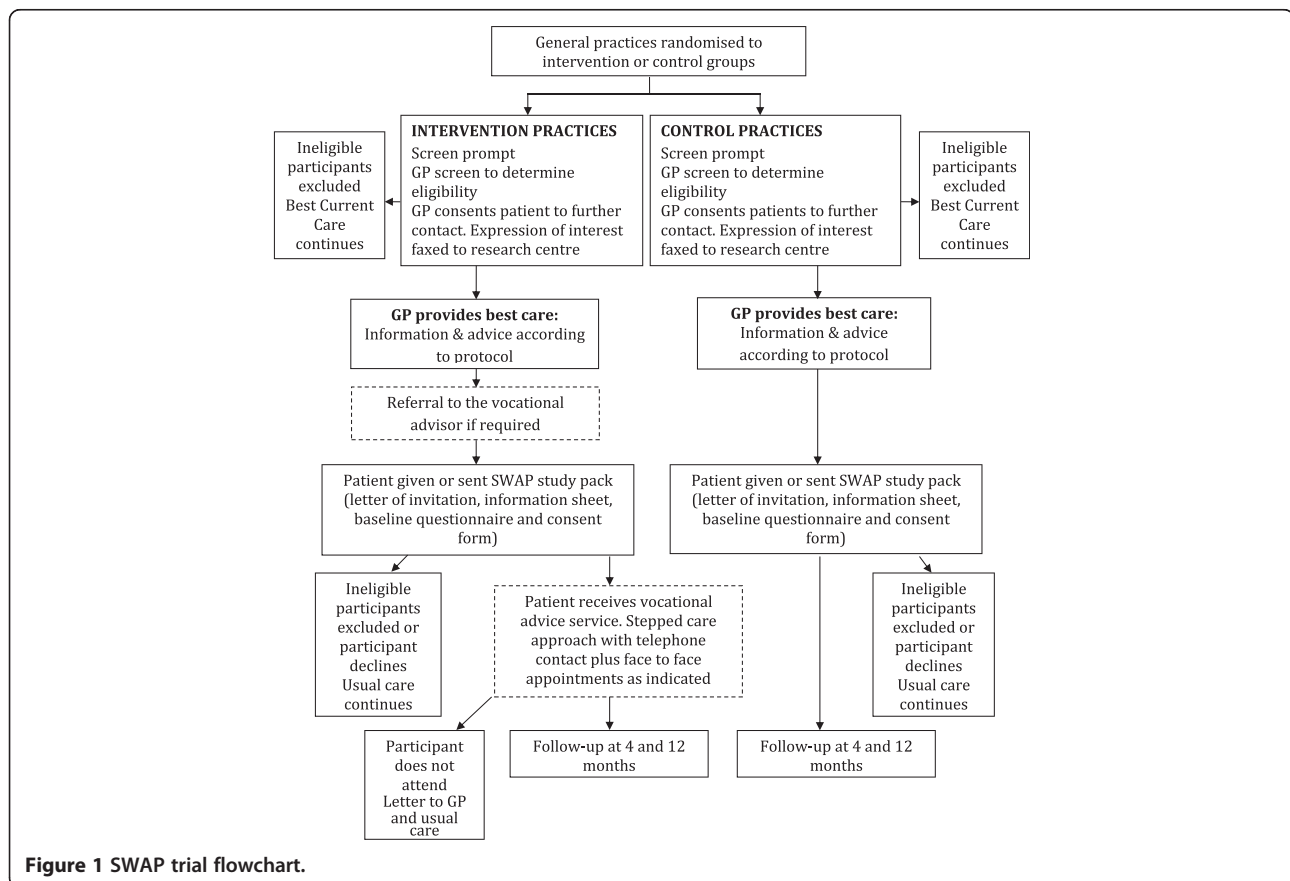 General practices randomised to
intervention or control groups
Ineligible
participants
excluded
Best Current
Care
continues
INTERVENTION PRACTICES
Screen prompt
GP screen to determine
eligibility
GP consents patient to further
contact. Expression of interest
faxed to research centre
CONTROL PRACTICES
Screen prompt
GP screen to determine
eligibility
GP consents patients to further
contact. Expression of interest
faxed to research centre
Ineligible
participants
excluded
Best Current
Care
continues
GP provides best care:
Information & advice according
to protocol
GP provides best care:
Information & advice
according to protocol
Referral to the vocational
advisor if required
Patient given or sent SWAP study pack
(letter of invitation, information sheet,
baseline questionnaire and consent
form)
Patient given or sent SWAP study pack
(letter of invitation, information sheet,
baseline questionnaire and consent
form)
Ineligible
participants
excluded or
participant
declines
Usual care
continues
Patient receives vocational
advice service. Stepped care
approach with telephone
contact plus face to face
appointments as indicated
Ineligible
participants
excluded or
participant
declines
Usual care
continues
Participant
does not
attend
Letter to GP
and usual
care
Follow-up at 4 and 12
months
Follow-up at 4 and 12
months
Figure 1 SWAP trial flowchart.